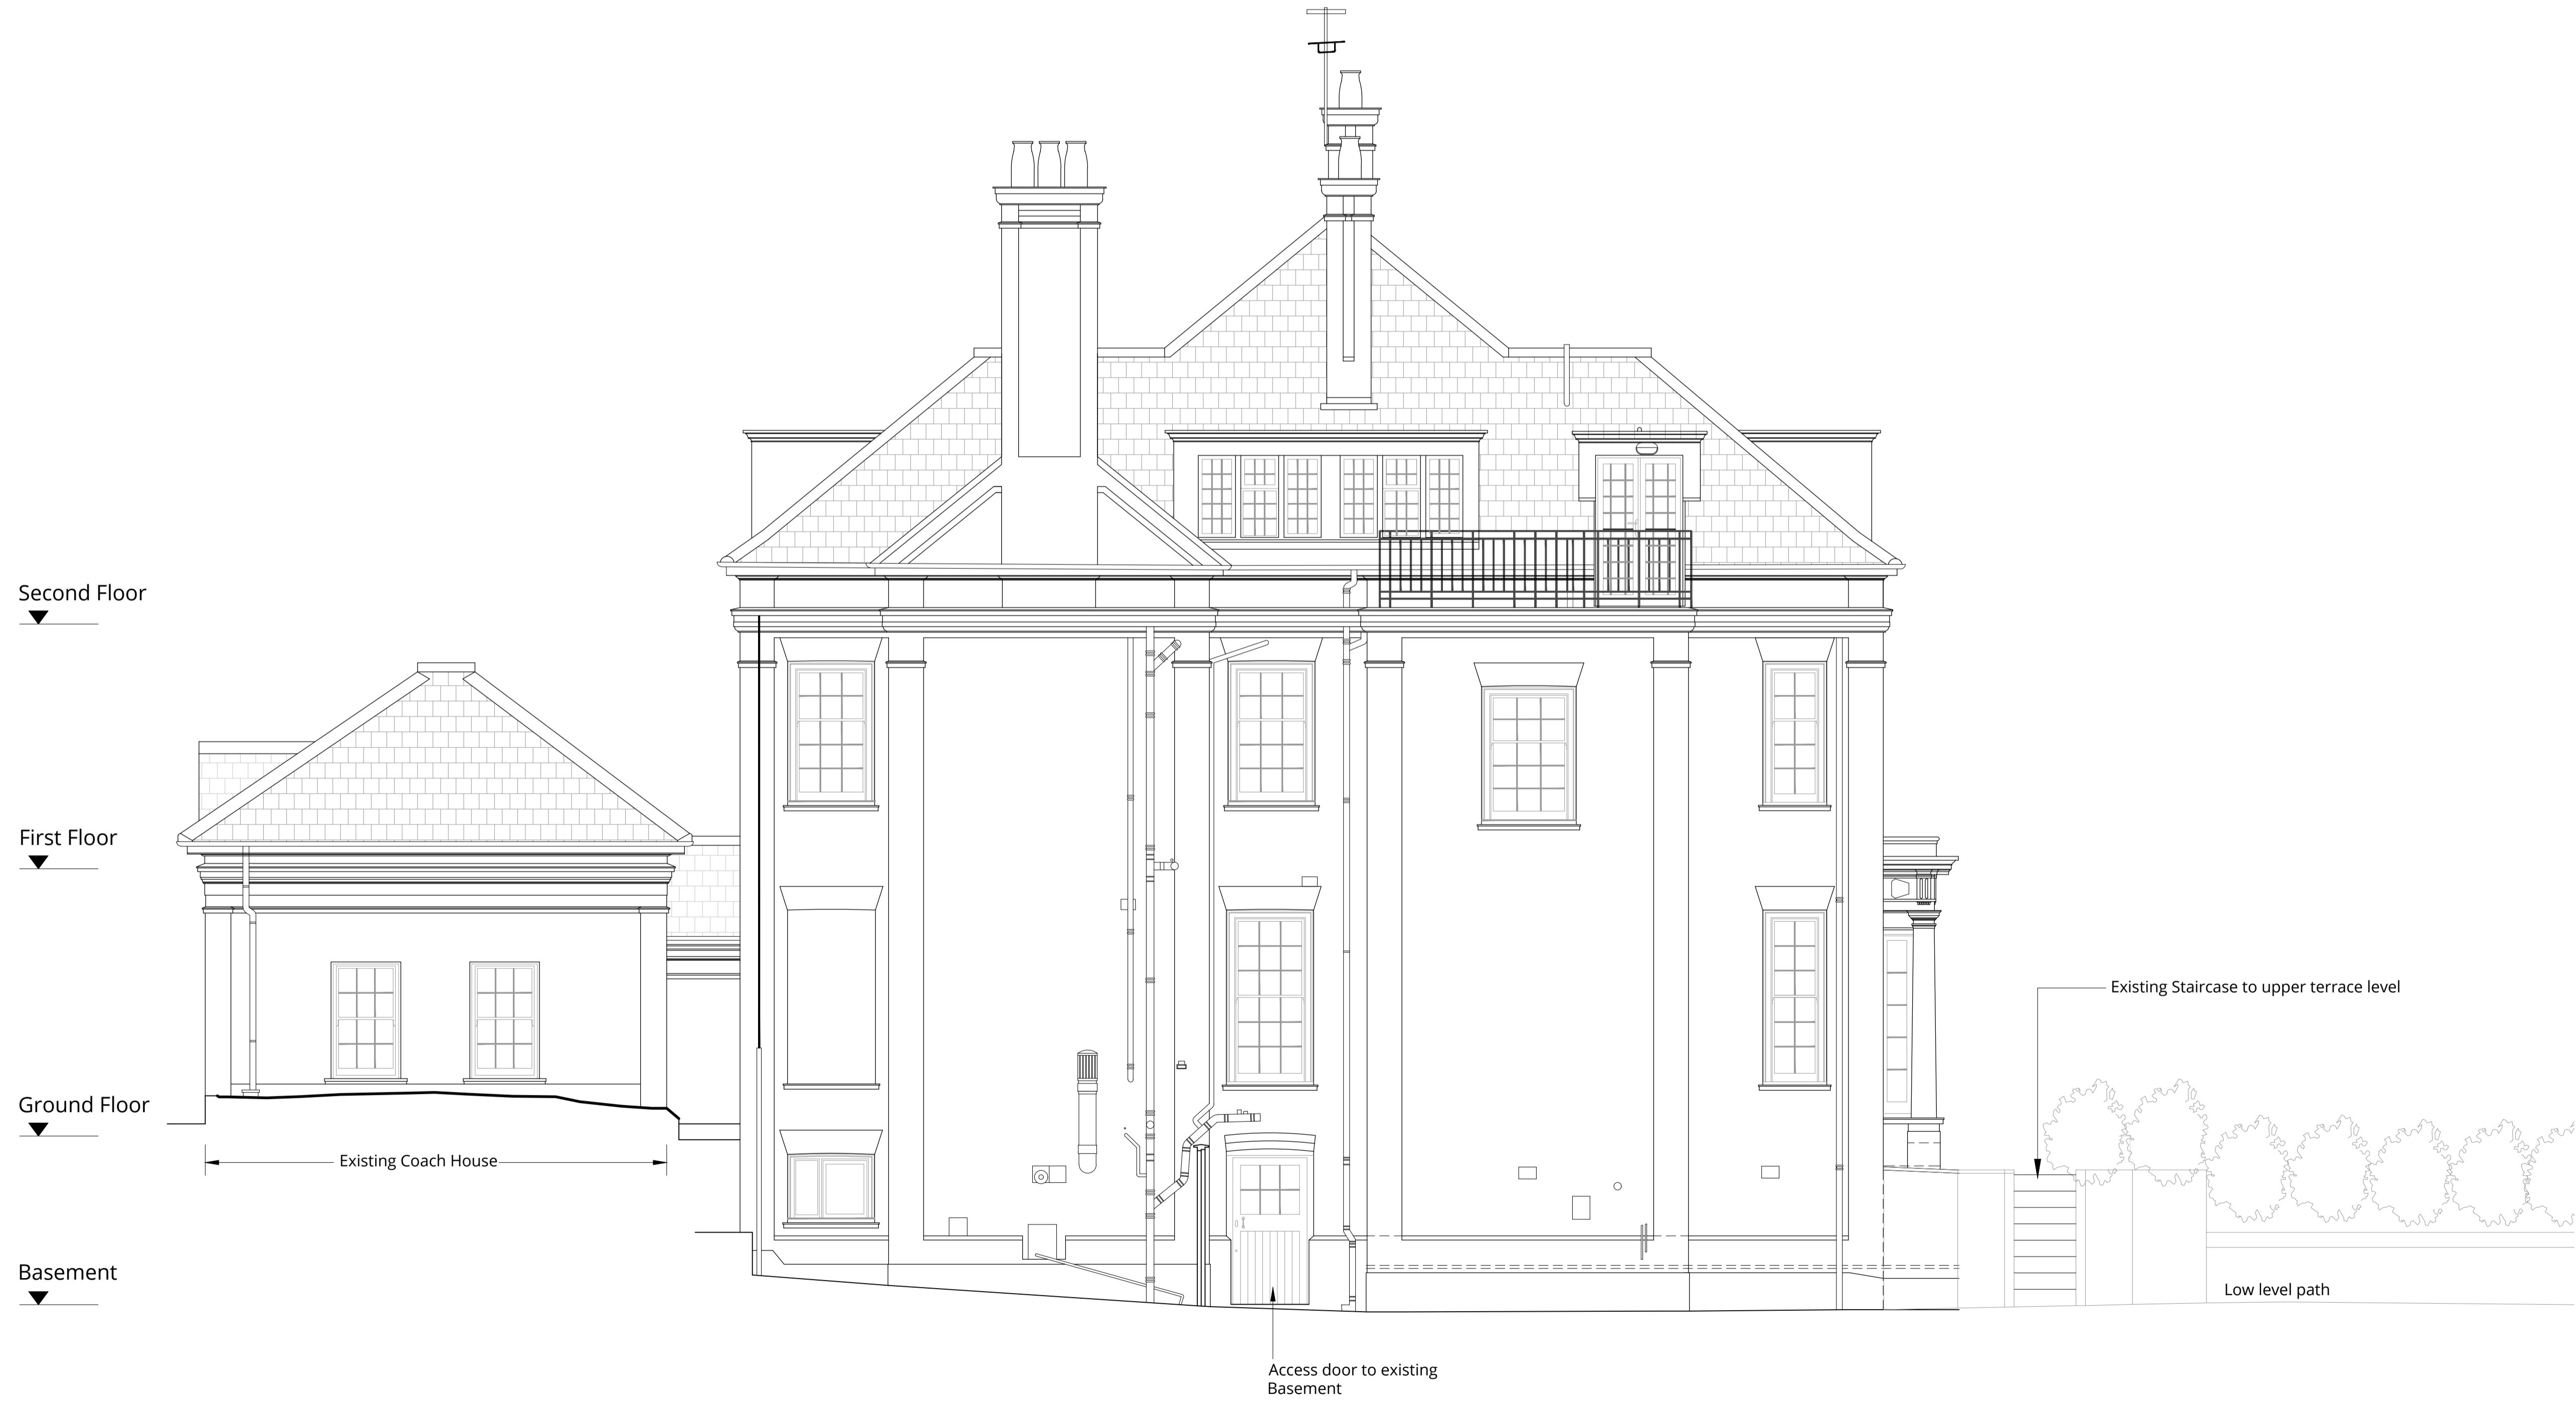 Second Floor
First Floor
Existing Staircase to upper terrace level
Ground Floor
Existing Coach House
Basement
Low level path
Access door to existing
Basement